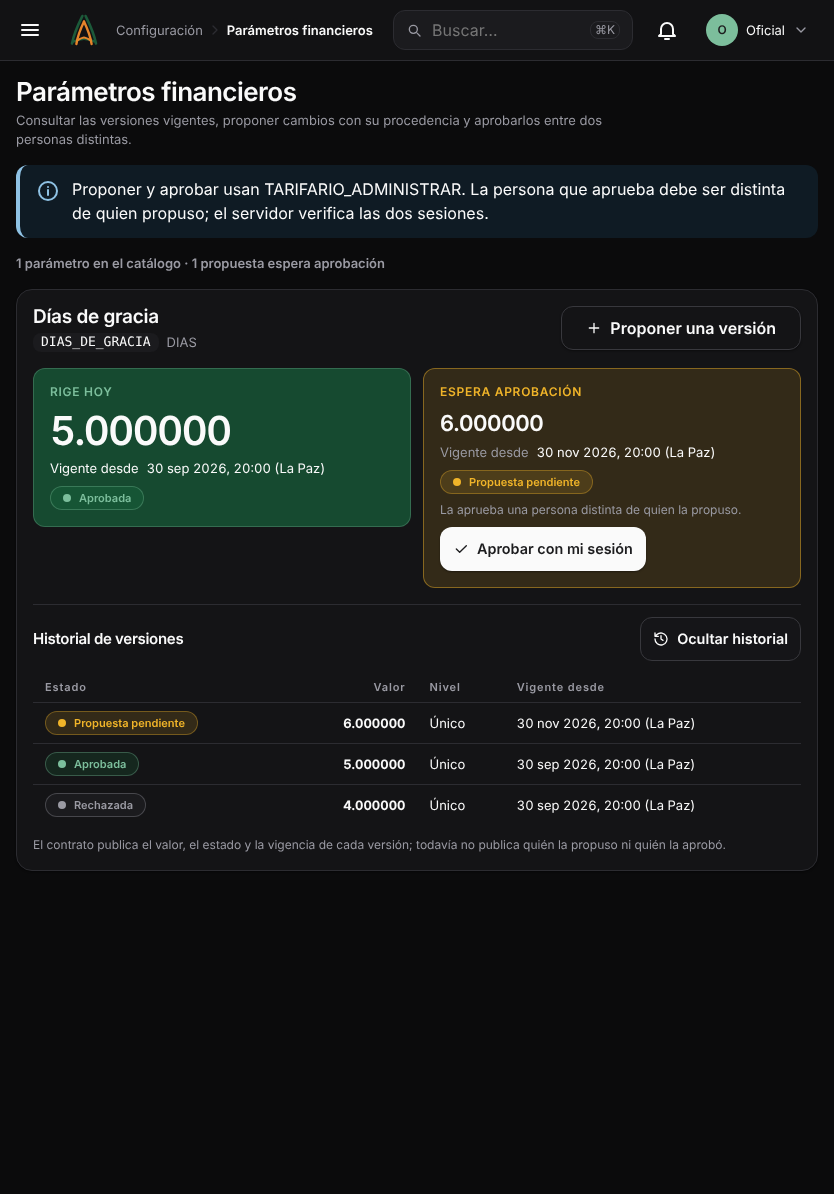 Configuración > Parámetros financieros
Buscar...
⌘K
O
Oficial
Parámetros financieros
Consultar las versiones vigentes, proponer cambios con su procedencia y aprobarlos entre dos
personas distintas.
Proponer y aprobar usan TARIFARIO_ADMINISTRAR. La persona que aprueba debe ser distinta
de quien propuso; el servidor verifica las dos sesiones.
1 parámetro en el catálogo · 1 propuesta espera aprobación
Días de gracia
DIAS_DE_GRACIA DIAS
+ Proponer una versión
RIGE HOY
5.000000
Vigente desde 30 sep 2026, 20:00 (La Paz)
Aprobada
ESPERA APROBACIÓN
6.000000
Vigente desde 30 nov 2026, 20:00 (La Paz)
Propuesta pendiente
La aprueba una persona distinta de quien la propuso.
Aprobar con mi sesión
Historial de versiones
Ocultar historial
Estado Valor Nivel Vigente desde
Propuesta pendiente 6.000000 Único 30 nov 2026, 20:00 (La Paz)
Aprobada 5.000000 Único 30 sep 2026, 20:00 (La Paz)
Rechazada 4.000000 Único 30 sep 2026, 20:00 (La Paz)
El contrato publica el valor, el estado y la vigencia de cada versión; todavía no publica quién la propuso ni quién la aprobó.